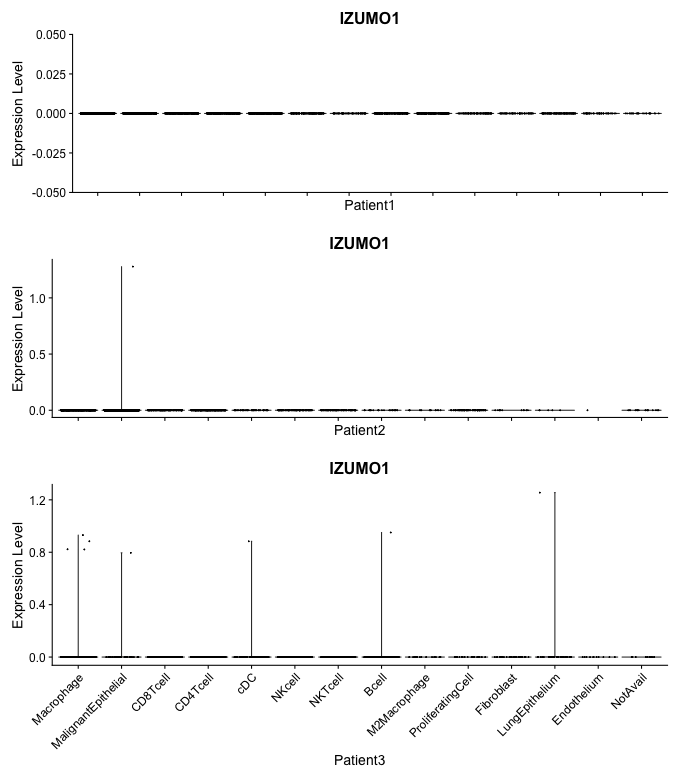 IZUMO1
Expression Level
0.050
0.025
0.000
-0.025
-0.050
Patient1
IZUMO1
Expression Level
1.0
0.5
0.0
Patient2
IZUMO1
Expression Level
1.2
0.8
0.4
0.0
Macrophage
MalignantEpithelial
CD8Tcell
CD4Tcell
cDC
NKcell
NKTcell
Bcell
M2Macrophage
ProliferatingCell
Fibroblast
LungEpithelium
Endothelium
NotAvail
Patient3